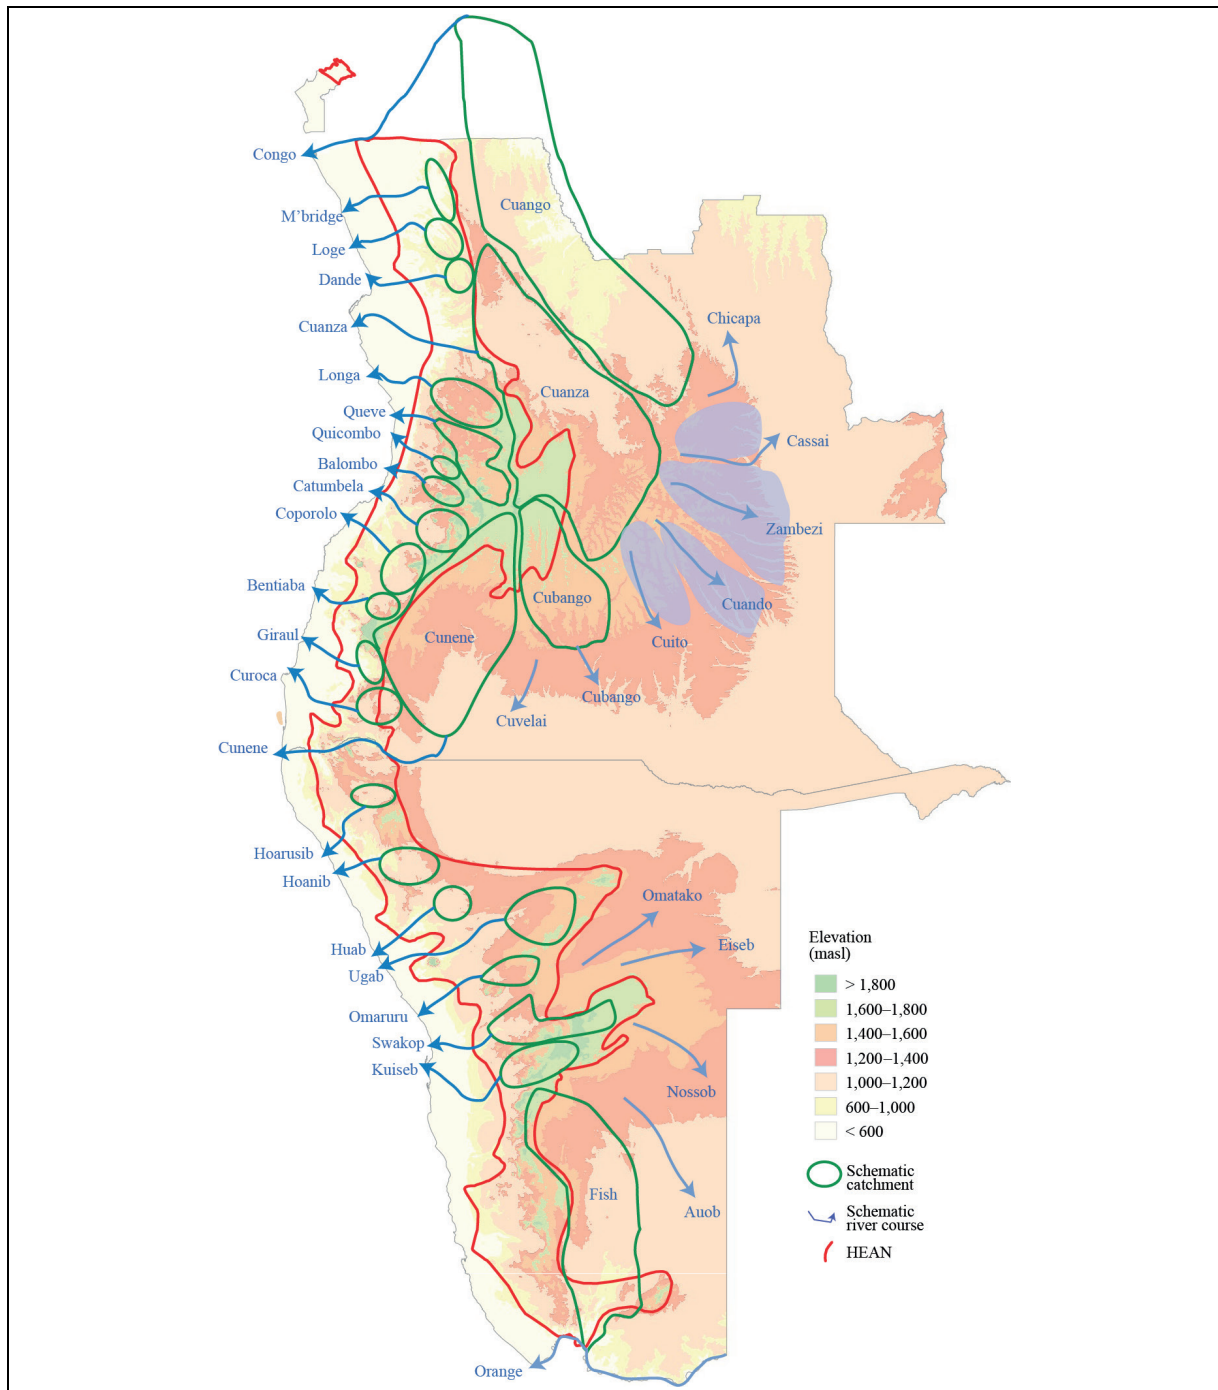 Congo
Cuango
M’bridge
Loge
Dande
Chicapa
Cuanza
Longa
Cuanza
Queve
Quicombo
Cassai
Balombo
Catumbela
Coporolo
Zambezi
Bentiaba
Cubango
Cuando
Giraul
Cunene
Cuito
Curoca
Cubango
Cuvelai
Cunene
Hoarusib
Hoanib
Omatako
Huab
Eiseb
Ugab
Omaruru
Swakop
Kuiseb
Nossob
Fish
Auob
Orange
Elevation
(masl)
> 1,800
1,600–1,800
1,400–1,600
1,200–1,400
1,000–1,200
600–1,000
< 600
Schematic
catchment
Schematic
river course
HEAN